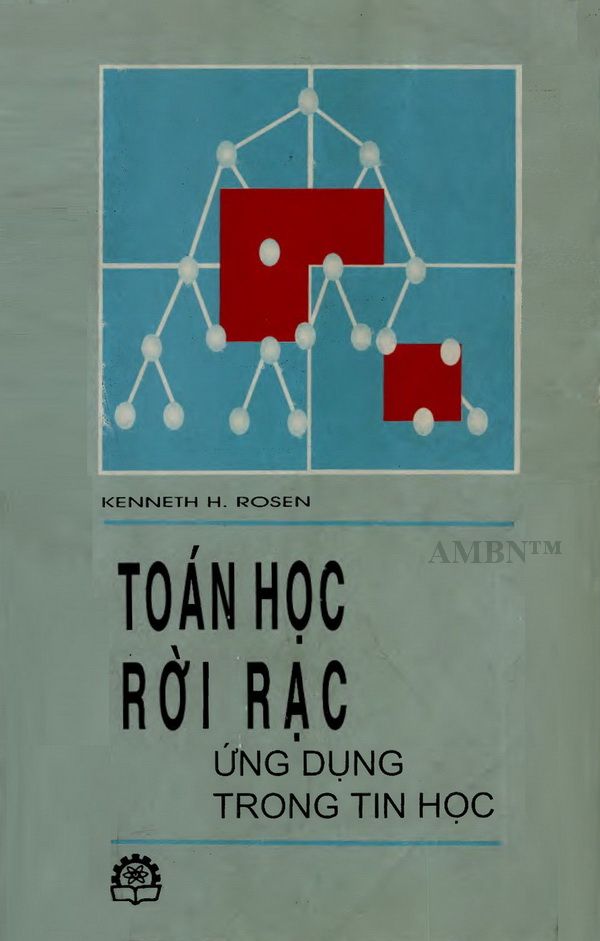 KENNETH H. ROSEN
AMBN™
TOÁN HỌC
RỜI RẠC
ỨNG DỤNG
TRONG TIN HỌC